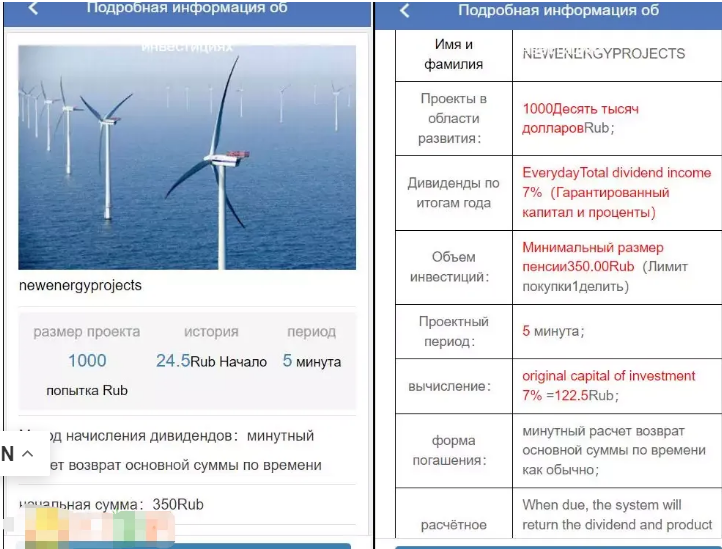 Подробная информация об
инвестициях
newenergyprojects
размер проекта история период
1000 24.5Rub Начало 5 минута
попытка Rub
од начисления дивидендов: минутный
ет возврат основной суммы по времени
начальная сумма: 350Rub
N
Подробная информация об
Имя и
фамилия
NEWENERGYPROJECTS
Проекты в
области
развития:
1000Десять тысяч
долларовRub;
Дивиденды по
итогам года
EverydayTotal dividend income
7% (Гарантированный
капитал и проценты)
Объем
инвестиций:
Минимальный размер
пенсии350.00Rub (Лимит
покупки1делить)
Проектный
период:
5 минута;
вычисление:
original capital of investment
7% =122.5Rub;
форма
погашения:
минутный расчет возврат
основной суммы по времени
как обычно;
расчётное
When due, the system will
return the dividend and product